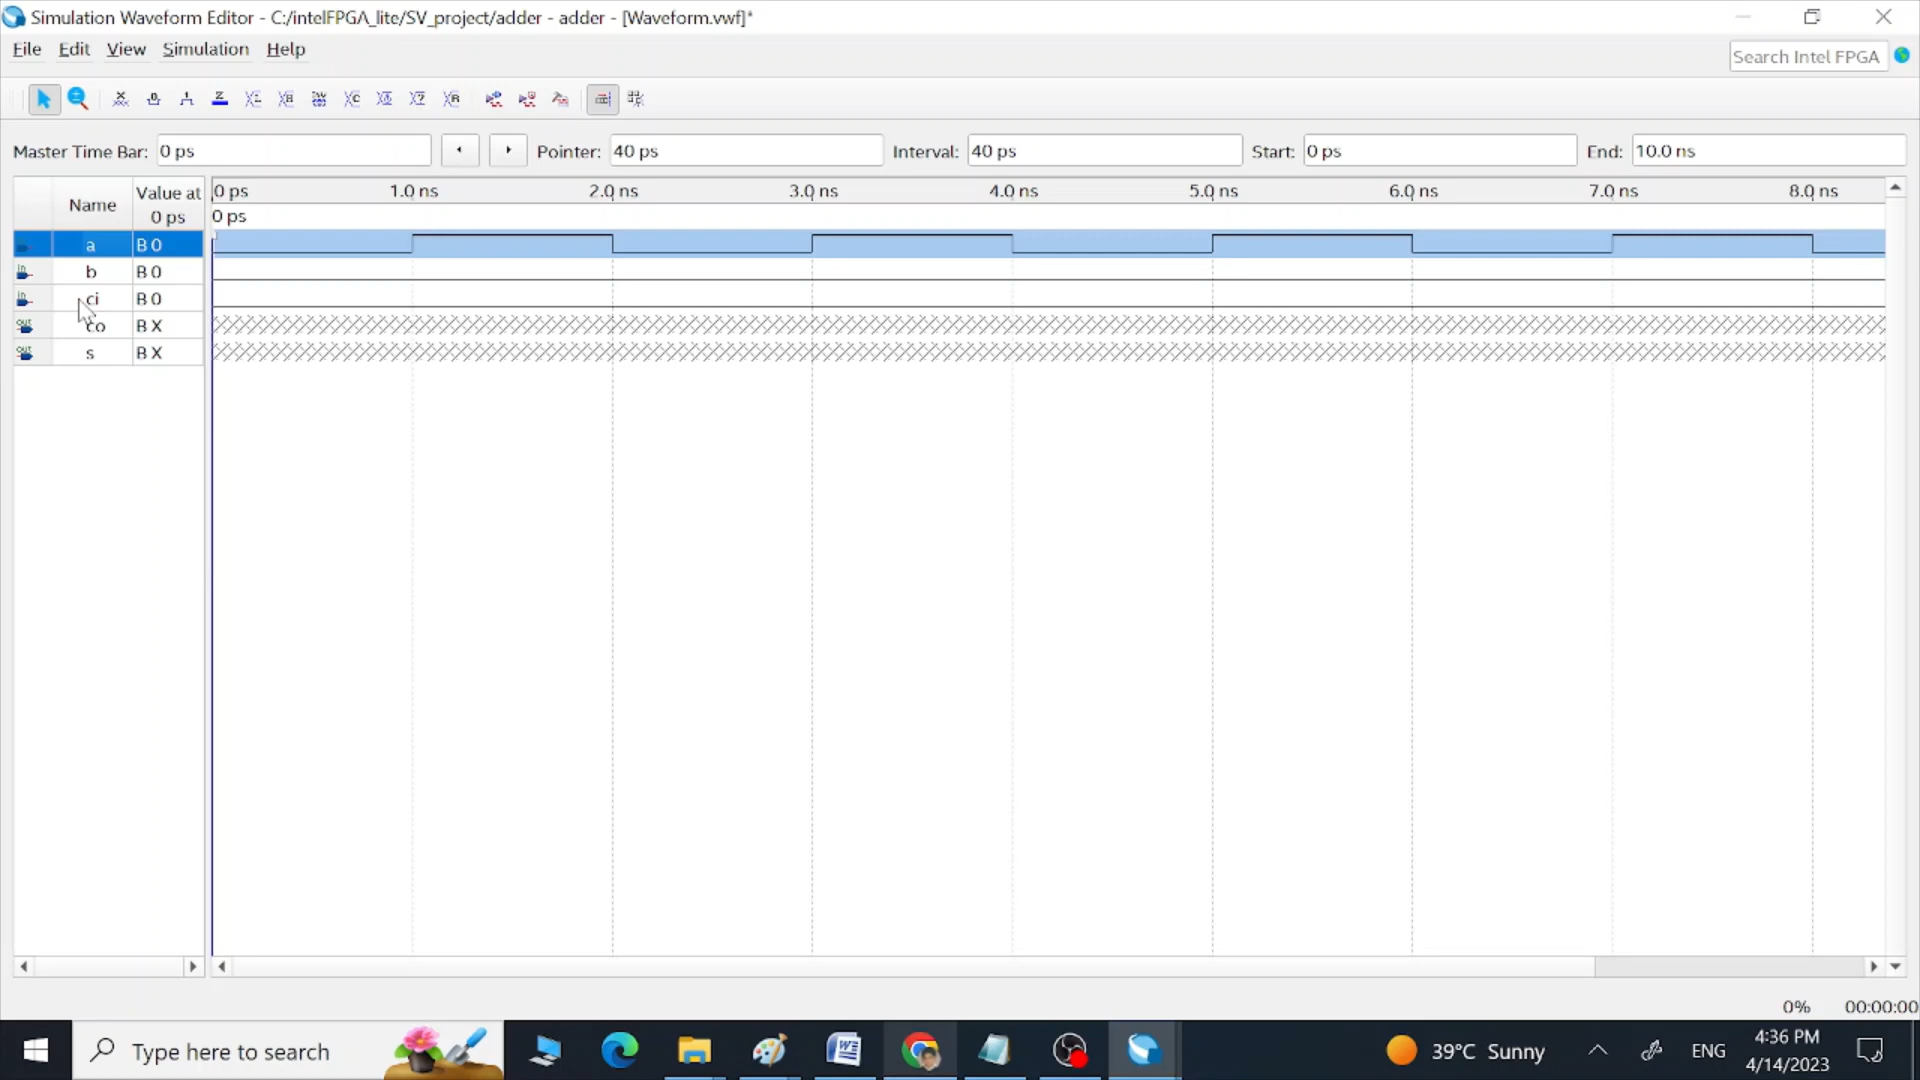 Simulation Waveform Editor - C:/intelFPGA_lite/SV_project/adder - adder - [Waveform.vwf]*
File Edit View Simulation Help
Search Intel FPGA
Master Time Bar: 0 ps Pointer: 40 ps Interval: 40 ps Start: 0 ps End: 10.0 ns
Name Value at 0 ps
0 ps 1.0 ns 2.0 ns 3.0 ns 4.0 ns 5.0 ns 6.0 ns 7.0 ns 8.0 ns
0 ps
a B 0
b B 0
ci B 0
co B X
s B X
0% 00:00:00
Type here to search
39°C Sunny
ENG
4:36 PM
4/14/2023